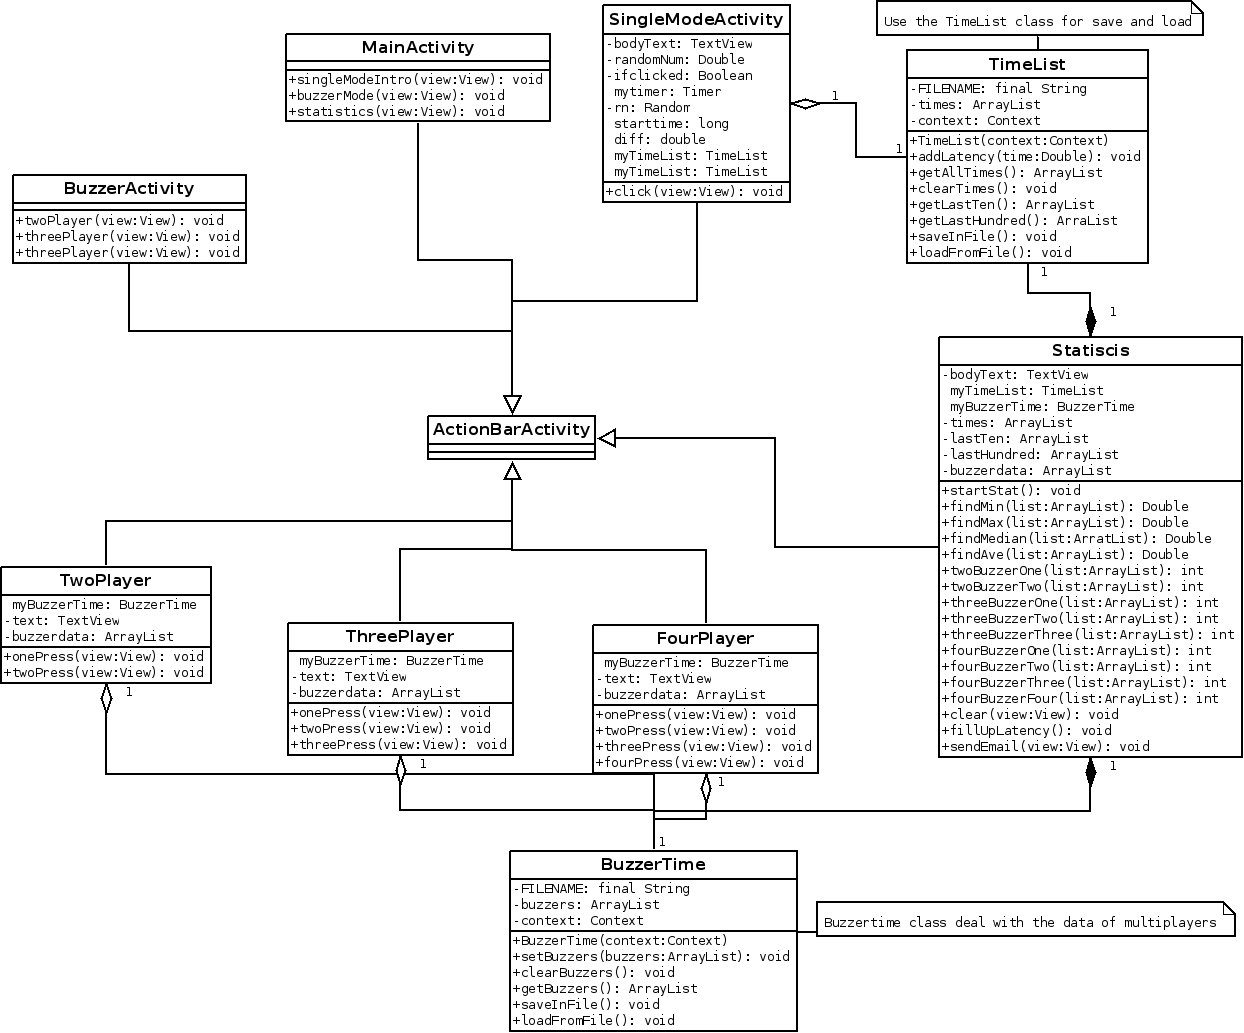 MainActivity
+singleModeIntro(view:View): void
+buzzerMode(view:View): void
+statistics(view:View): void
SingleModeActivity
-bodyText: TextView
-randomNum: Double
-ifclicked: Boolean
mytimer: Timer
-rn: Random
starttime: long
diff: double
myTimeList: TimeList
myTimeList: TimeList
+click(view:View): void
1
1
Use the TimeList class for save and load
TimeList
-FILENAME: final String
-times: ArrayList
-context: Context
+TimeList(context:Context)
+addLatency(time:Double): void
+getAllTimes(): ArrayList
+clearTimes(): void
+getLastTen(): ArrayList
+getLastHundred(): ArraList
+saveInFile(): void
+loadFromFile(): void
1
1
BuzzerActivity
+twoPlayer(view:View): void
+threePlayer(view:View): void
+threePlayer(view:View): void
ActionBarActivity
Statiscis
-bodyText: TextView
myTimeList: TimeList
myBuzzerTime: BuzzerTime
-times: ArrayList
-lastTen: ArrayList
-lastHundred: ArrayList
-buzzerdata: ArrayList
+startStat(): void
+findMin(list:ArrayList): Double
+findMax(list:ArrayList): Double
+findMedian(list:ArratList): Double
+findAve(list:ArrayList): Double
+twoBuzzerOne(list:ArrayList): int
+twoBuzzerTwo(list:ArrayList): int
+threeBuzzerOne(list:ArrayList): int
+threeBuzzerTwo(list:ArrayList): int
+threeBuzzerThree(list:ArrayList): int
+fourBuzzerOne(list:ArrayList): int
+fourBuzzerTwo(list:ArrayList): int
+fourBuzzerThree(list:ArrayList): int
+fourBuzzerFour(list:ArrayList): int
+clear(view:View): void
+fillUpLatency(): void
+sendEmail(view:View): void
1
TwoPlayer
myBuzzerTime: BuzzerTime
-text: TextView
-buzzerdata: ArrayList
+onePress(view:View): void
+twoPress(view:View): void
1
ThreePlayer
myBuzzerTime: BuzzerTime
-text: TextView
-buzzerdata: ArrayList
+onePress(view:View): void
+twoPress(view:View): void
+threePress(view:View): void
1
FourPlayer
myBuzzerTime: BuzzerTime
-text: TextView
-buzzerdata: ArrayList
+onePress(view:View): void
+twoPress(view:View): void
+threePress(view:View): void
+fourPress(view:View): void
1
1
BuzzerTime
-FILENAME: final String
-buzzers: ArrayList
-context: Context
+BuzzerTime(context:Context)
+setBuzzers(buzzers:ArrayList): void
+clearBuzzers(): void
+getBuzzers(): ArrayList
+saveInFile(): void
+loadFromFile(): void
Buzzertime class deal with the data of multiplayers